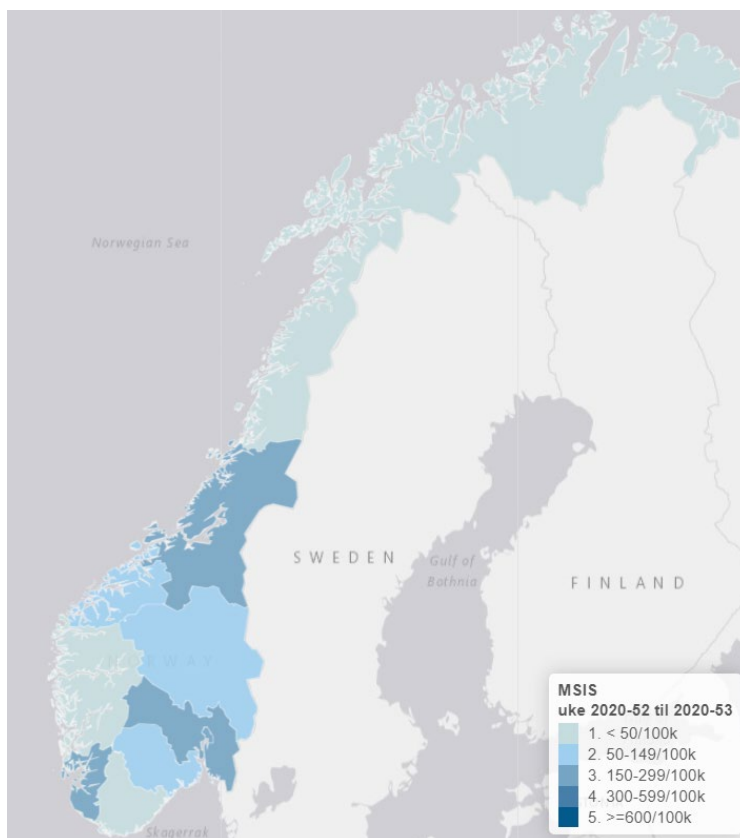 Norwegian Sea
SWEDEN
Gulf of
Bothnia
FINLAND
NORWAY
Skagerrak
MSIS
uke 2020-52 til 2020-53
1. < 50/100k
2. 50-149/100k
3. 150-299/100k
4. 300-599/100k
5. >=600/100k